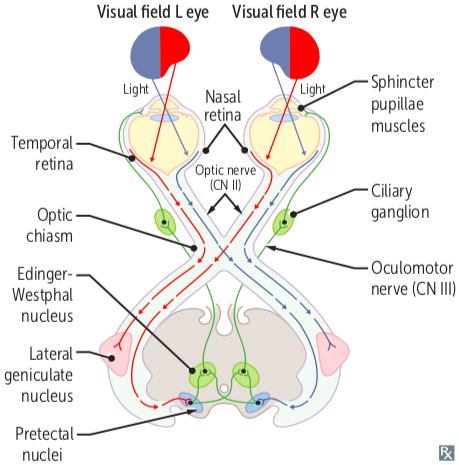 Visual field L eye
Visual field R eye
Light
Light
Nasal
retina
Sphincter
pupillae
muscles
Temporal
retina
Optic nerve
(CN II)
Ciliary
ganglion
Optic
chiasm
Oculomotor
nerve (CN III)
Edinger-
Westphal
nucleus
Lateral
geniculate
nucleus
Pretectal
nuclei
Rx